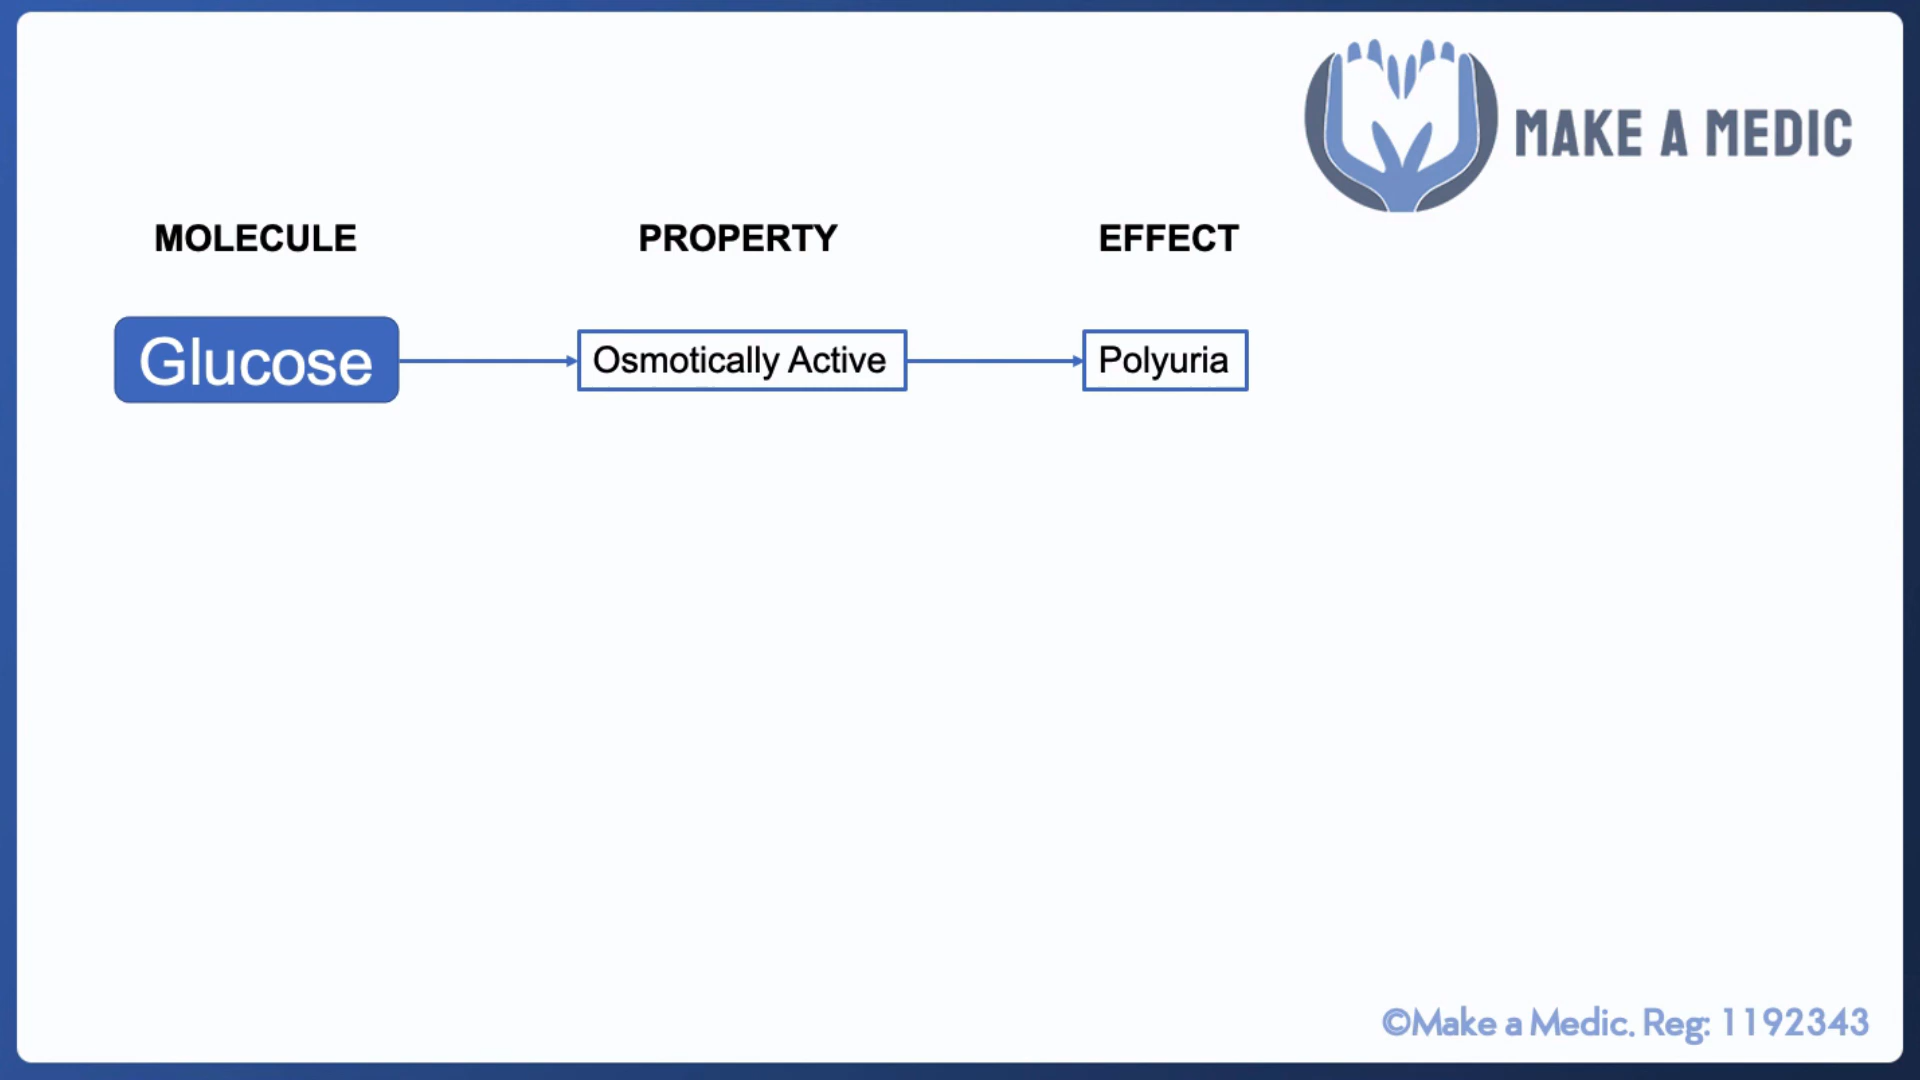 MAKE A MEDIC
MOLECULE PROPERTY EFFECT
Glucose Osmotically Active Polyuria
©Make a Medic. Reg: 1192343